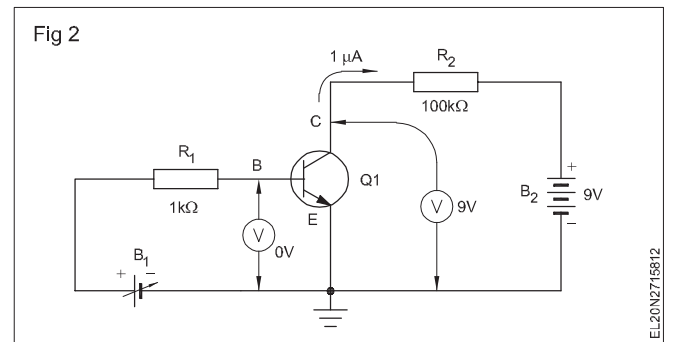 Fig 2
1 μA
R2
100kΩ
C
R1
B
Q1
1kΩ
E
V
9V
B2
9V
V
0V
B1
+
-
+
-
EL20N2715812